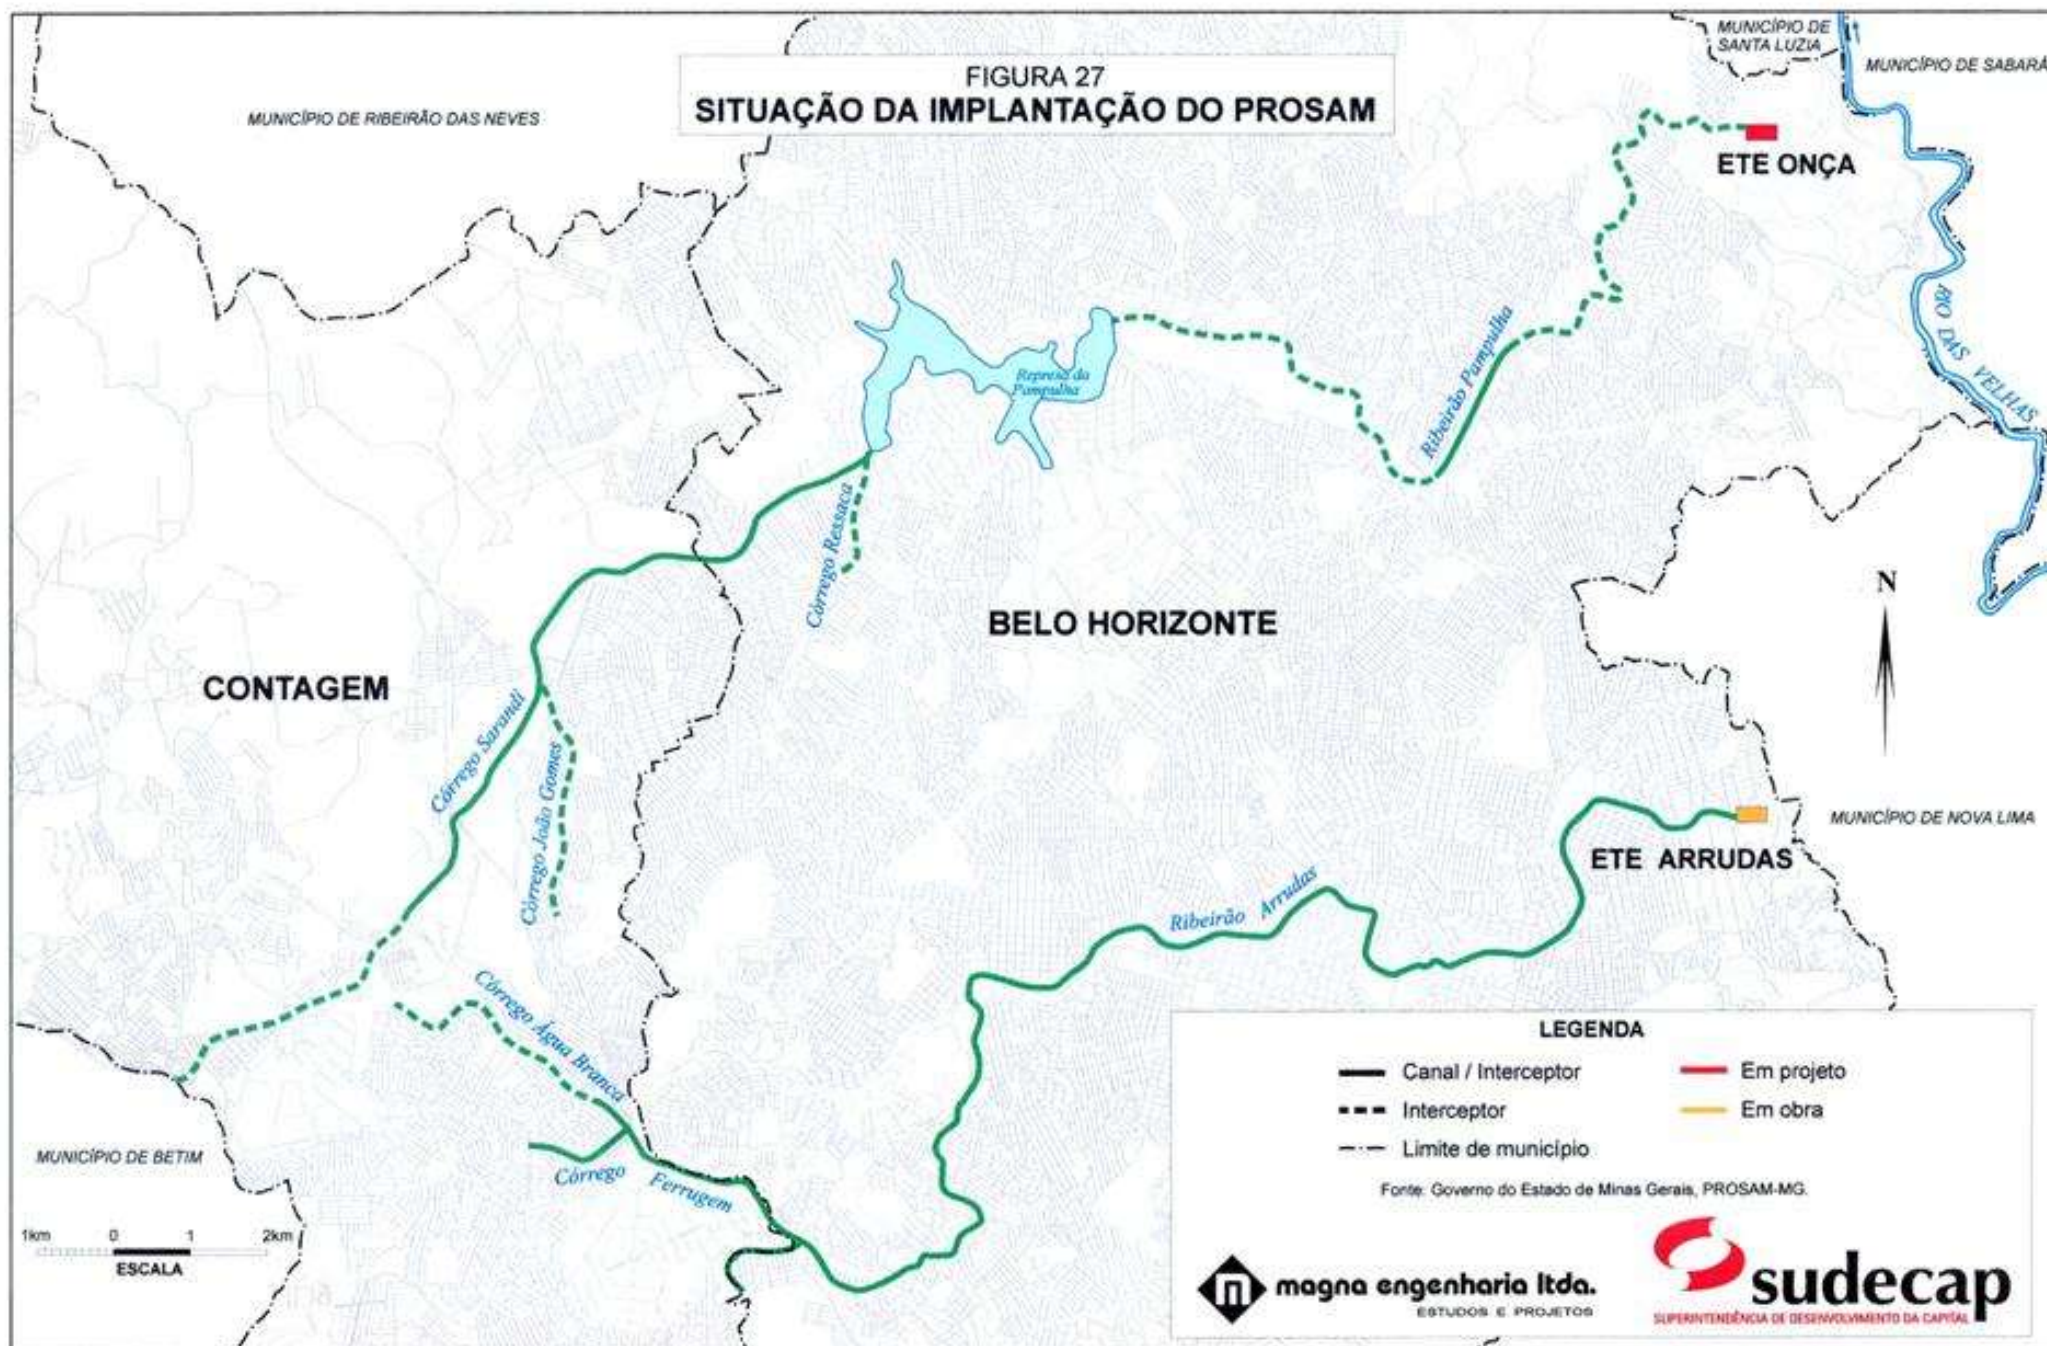 FIGURA 27
SITUAÇÃO DA IMPLANTAÇÃO DO PROSAM
MUNICÍPIO DE
SANTA LUZIA
MUNICÍPIO DE SABARÁ
MUNICÍPIO DE RIBEIRÃO DAS NEVES
ETE ONÇA
RIO DAS VELHAS
Ribeirão Pampulha
Represa da
Pampulha
Córrego Ressaca
BELO HORIZONTE
N
CONTAGEM
Córrego Sarandi
Córrego João Gomes
MUNICÍPIO DE NOVA LIMA
ETE ARRUDAS
Ribeirão Arrudas
Córrego Água Branca
MUNICÍPIO DE BETIM
Córrego Ferrugem
1km 0 1 2km
ESCALA
LEGENDA
Canal / Interceptor
Interceptor
Limite de município
Em projeto
Em obra
Fonte: Governo do Estado de Minas Gerais, PROSAM-MG.
magna engenharia ltda.
ESTUDOS E PROJETOS
sudecap
SUPERINTENDÊNCIA DE DESENVOLVIMENTO DA CAPITAL